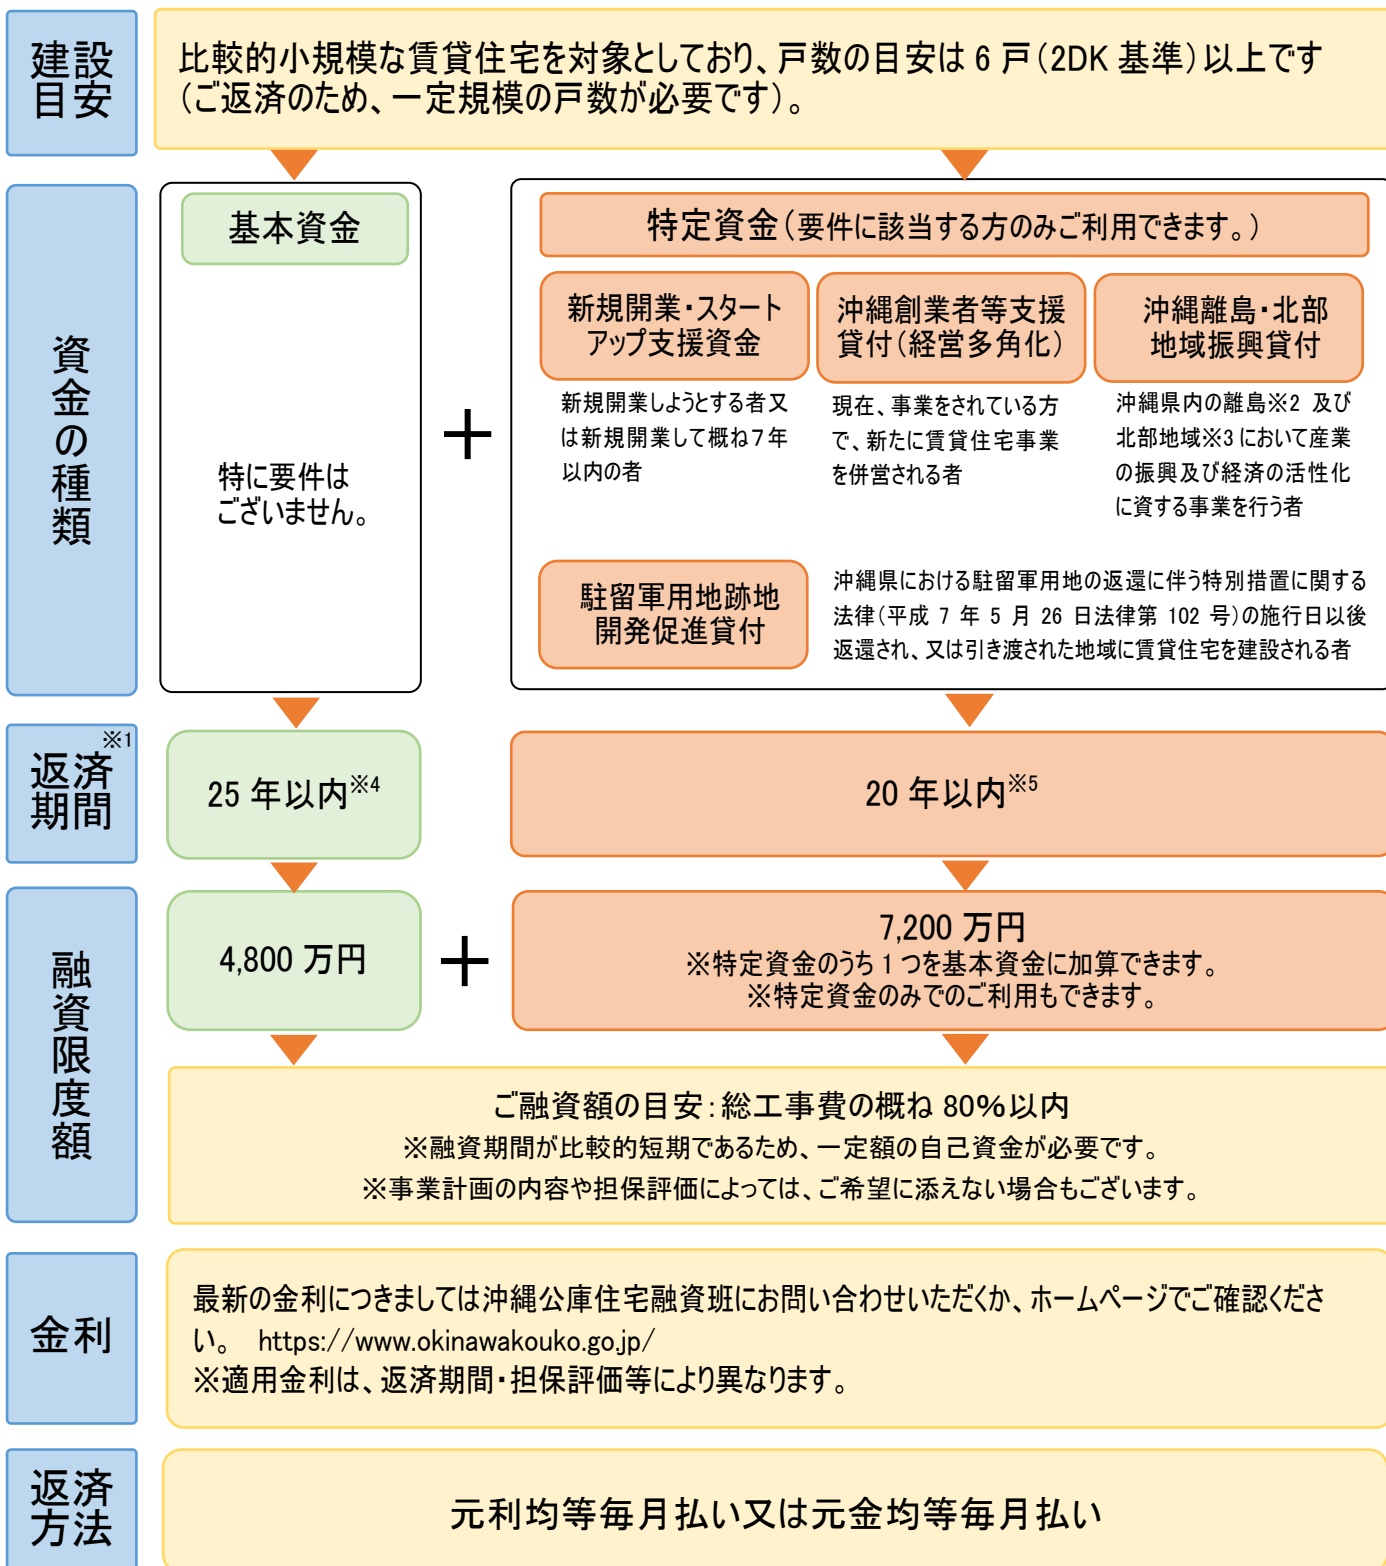 建設
目安
比較的小規模な賃貸住宅を対象としており、戸数の目安は 6 戸（2DK 基準）以上です
（ご返済のため、一定規模の戸数が必要です）。
資金の種類
基本資金
特に要件は
ございません。
＋
特定資金（要件に該当する方のみご利用できます。）
新規開業・スタート
アップ支援資金
新規開業しようとする者又
は新規開業して概ね７年
以内の者
沖縄創業者等支援
貸付（経営多角化）
現在、事業をされている方
で、新たに賃貸住宅事業
を併営される者
沖縄離島・北部
地域振興貸付
沖縄県内の離島※2 及び
北部地域※3 において産業
の振興及び経済の活性化
に資する事業を行う者
駐留軍用地跡地
開発促進貸付
沖縄県における駐留軍用地の返還に伴う特別措置に関する
法律（平成 7 年 5 月 26 日法律第 102 号）の施行日以後
返還され、又は引き渡された地域に賃貸住宅を建設される者
返済※1
期間
25 年以内※4
20 年以内※5
融資限度額
4,800 万円
＋
7,200 万円
※特定資金のうち 1 つを基本資金に加算できます。
※特定資金のみでのご利用もできます。
ご融資額の目安：総工事費の概ね 80％以内
※融資期間が比較的短期であるため、一定額の自己資金が必要です。
※事業計画の内容や担保評価によっては、ご希望に添えない場合もございます。
金利
最新の金利につきましては沖縄公庫住宅融資班にお問い合わせいただくか、ホームページでご確認くださ
い。 https://www.okinawakouko.go.jp/
※適用金利は、返済期間・担保評価等により異なります。
返済
方法
元利均等毎月払い又は元金均等毎月払い